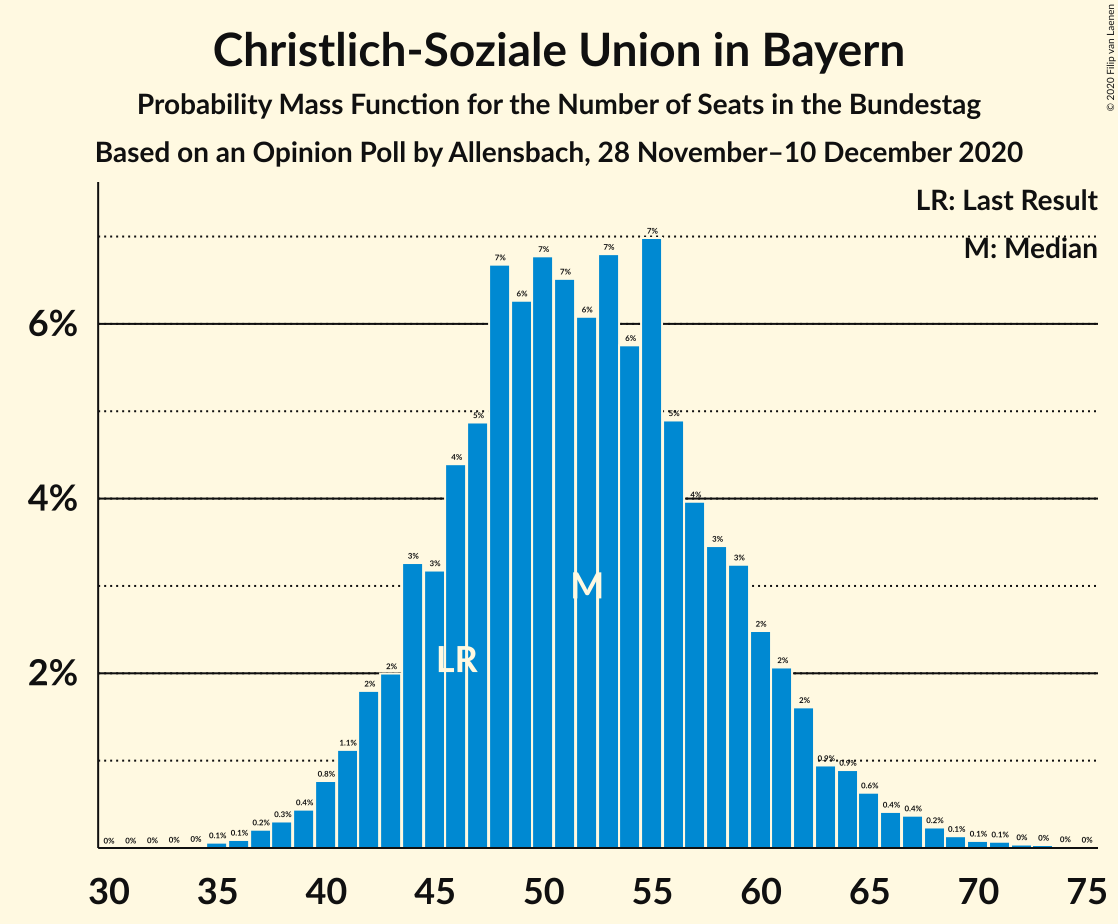 Christlich-Soziale Union in Bayern
Probability Mass Function for the Number of Seats in the Bundestag
Based on an Opinion Poll by Allensbach, 28 November–10 December 2020
© 2020 Filip van Laenen
LR: Last Result
M: Median
6%
4%
2%
0% 0% 0% 0% 0% 0.1% 0.1% 0.2% 0.3% 0.4% 0.8% 1.1% 2% 2% 3% 3% 4% 5% 7% 6% 7% 7% 6% 7% 6% 7% 5% 4% 3% 3% 2% 2% 2% 0.9% 0.9% 0.6% 0.4% 0.4% 0.2% 0.1% 0.1% 0.1% 0% 0% 0% 0%
M
LR
30 35 40 45 50 55 60 65 70 75